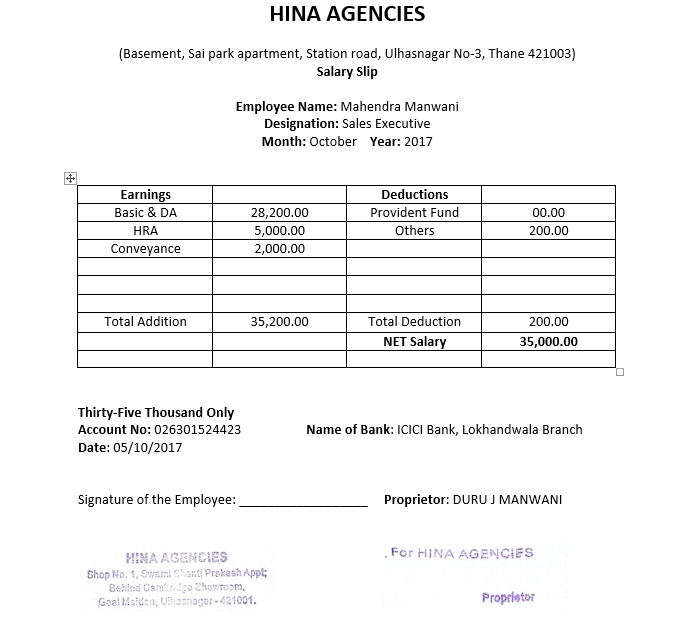 HINA AGENCIES
(Basement, Sai park apartment, Station road, Ulhasnagar No-3, Thane 421003)
Salary Slip
Employee Name: Mahendra Manwani
Designation: Sales Executive
Month: October Year: 2017
Earnings Deductions
Basic & DA 28,200.00 Provident Fund 00.00
HRA 5,000.00 Others 200.00
Conveyance 2,000.00
Total Addition 35,200.00 Total Deduction 200.00
NET Salary 35,000.00
Thirty-Five Thousand Only
Account No: 026301524423 Name of Bank: ICICI Bank, Lokhandwala Branch
Date: 05/10/2017
Signature of the Employee: ___________________ Proprietor: DURU J MANWANI
HINA AGENCIES
Shop No. 1, Swami Shanti Prakash Appt;
Behind Cambridge Showroom,
Goal Maidan, Ulhasnagar - 421001.
. For HINA AGENCIES
Proprietor